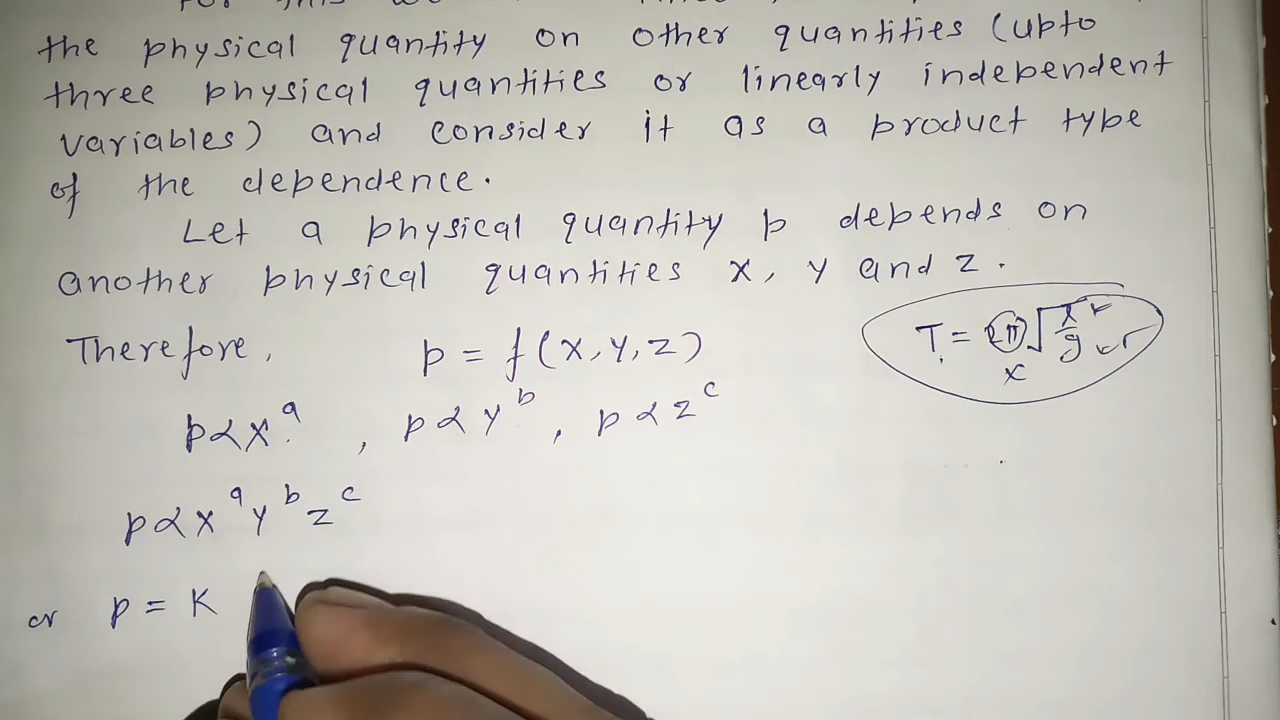 the physical quantity on other quantities (upto
three physical quantities or linearly independent
variables) and consider it as a product type
of the dependence.
Let a physical quantity p depends on
another physical quantities x, y and z.
Therefore, p = f(x, y, z)
T = 2π√(l/g)
x
p∝x^a, p∝y^b, p∝z^c
p∝x^a y^b z^c
or p = K